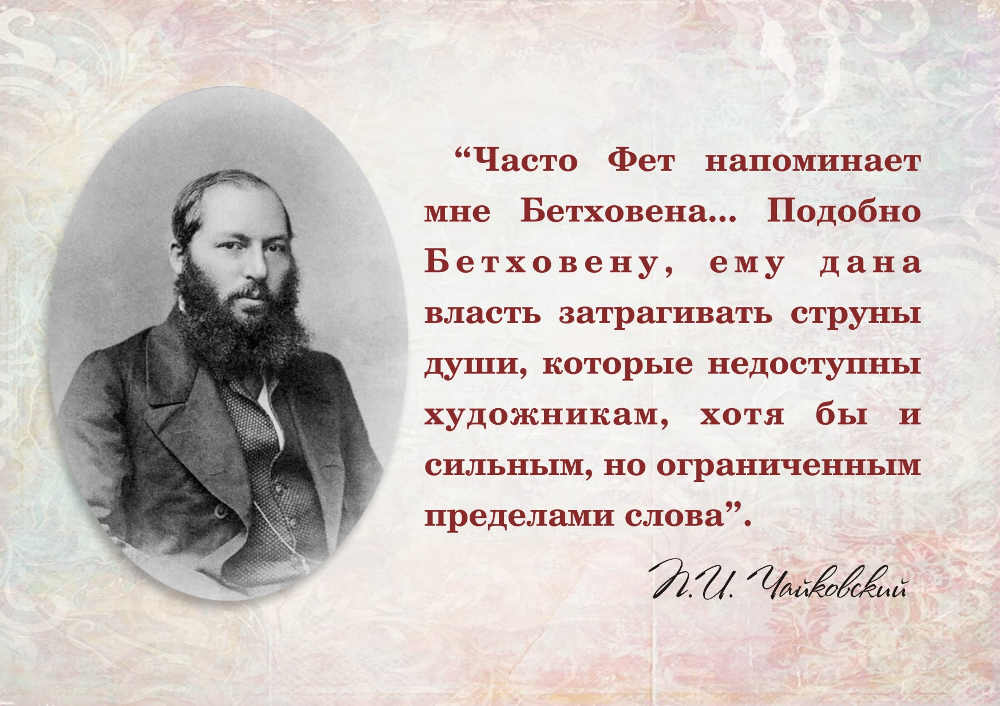 “Часто Фет напоминает
мне Бетховена... Подобно
Бетховену, ему дана
власть затрагивать струны
души, которые недоступны
художникам, хотя бы и
сильным, но ограниченным
пределами слова”.
П.И. Чайковский